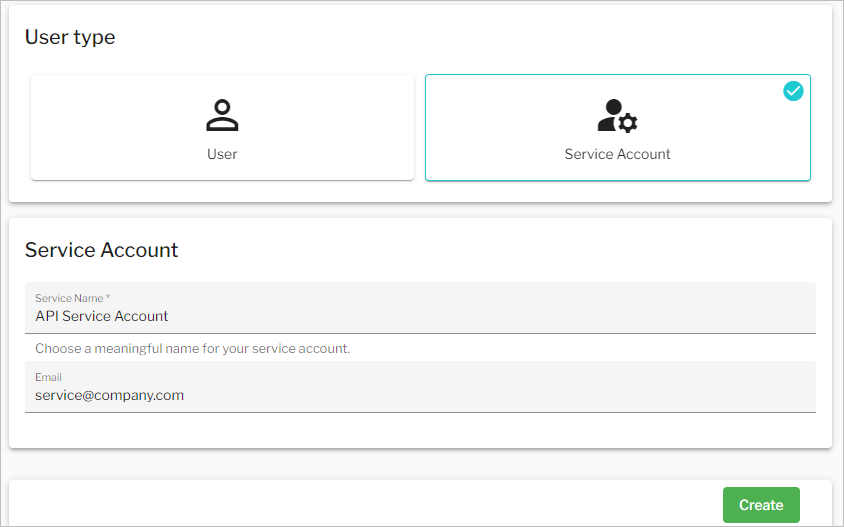 User type
User
Service Account
Service Account
Service Name *
API Service Account
Choose a meaningful name for your service account.
Email
service@company.com
Create